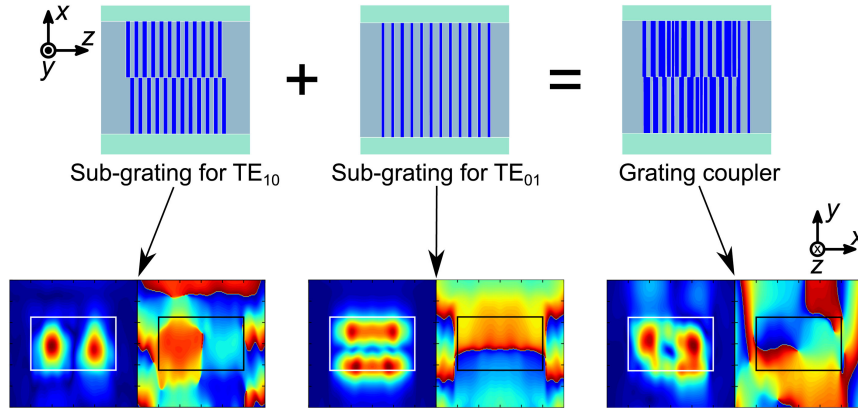 x
z
y
+
=
Sub-grating for TE10
Sub-grating for TE01
Grating coupler
y
x
z